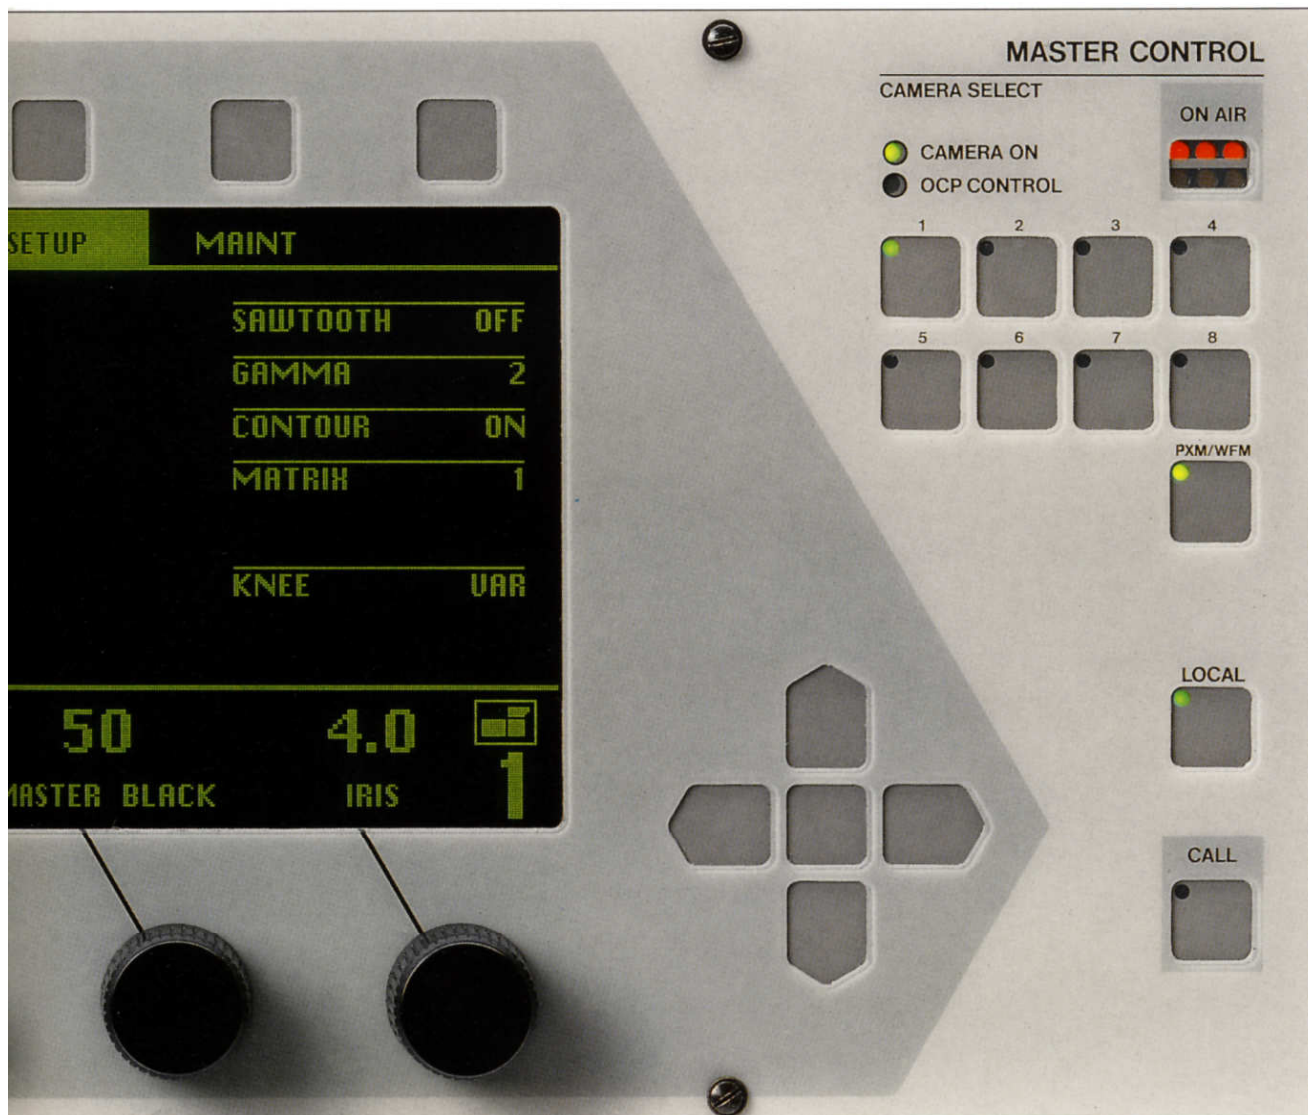 MASTER CONTROL
CAMERA SELECT
ON AIR
CAMERA ON
OCP CONTROL
1 2 3 4
5 6 7 8
PXM/WFM
LOCAL
CALL
SETUP MAINT
SAWTOOTH OFF
GAMMA 2
CONTOUR ON
MATRIX 1
KNEE VAR
50 4.0
1
MASTER BLACK IRIS